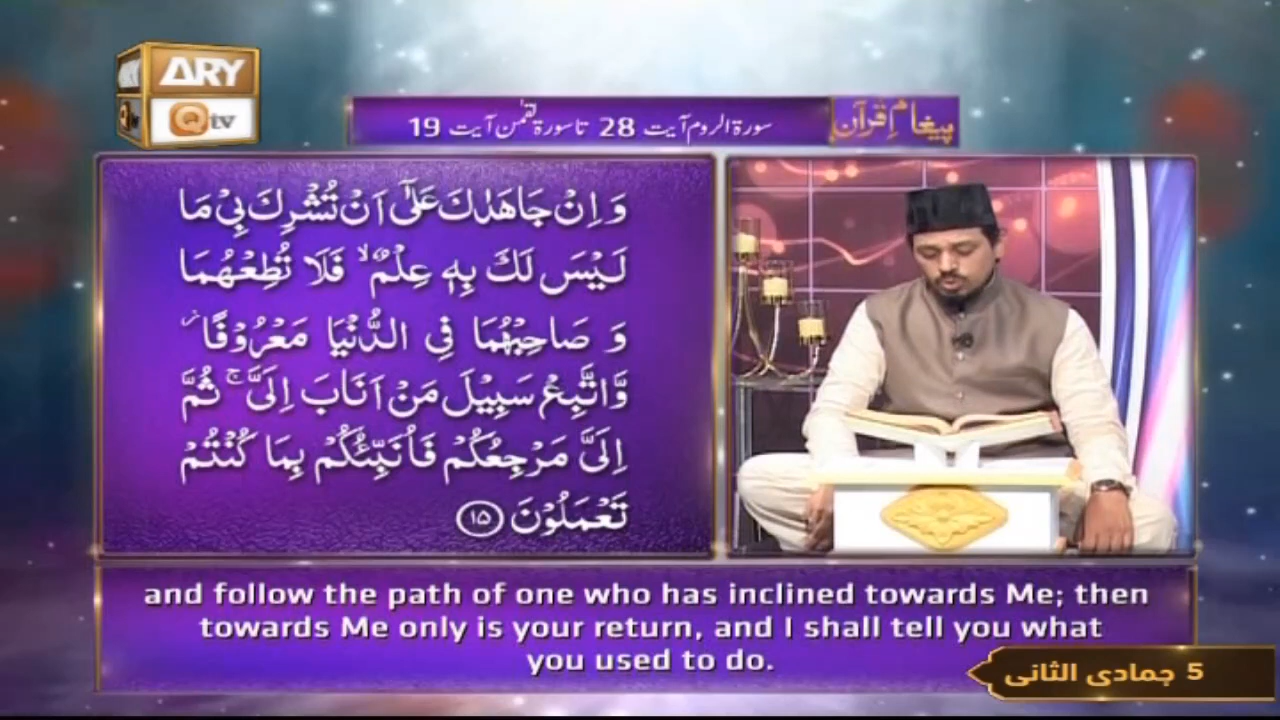 ARY
Qtv
پیغام قرآن
سورۃ الروم آیت 28 تا سورۃ لقمٰن آیت 19
وَ اِنْ جَاهَدٰكَ عَلٰۤی اَنْ تُشْرِكَ بِیْ مَا
لَیْسَ لَكَ بِهٖ عِلْمٌ ۙ فَلَا تُطِعْهُمَا
وَ صَاحِبْهُمَا فِی الدُّنْیَا مَعْرُوْفًا ؗ
وَّاتَّبِعْ سَبِیْلَ مَنْ اَنَابَ اِلَیَّ ۚ ثُمَّ
اِلَیَّ مَرْجِعُكُمْ فَاُنَبِّئُكُمْ بِمَا كُنْتُمْ
تَعْمَلُوْنَ ۱۵
and follow the path of one who has inclined towards Me; then
towards Me only is your return, and I shall tell you what
you used to do.
5 جمادی الثانی